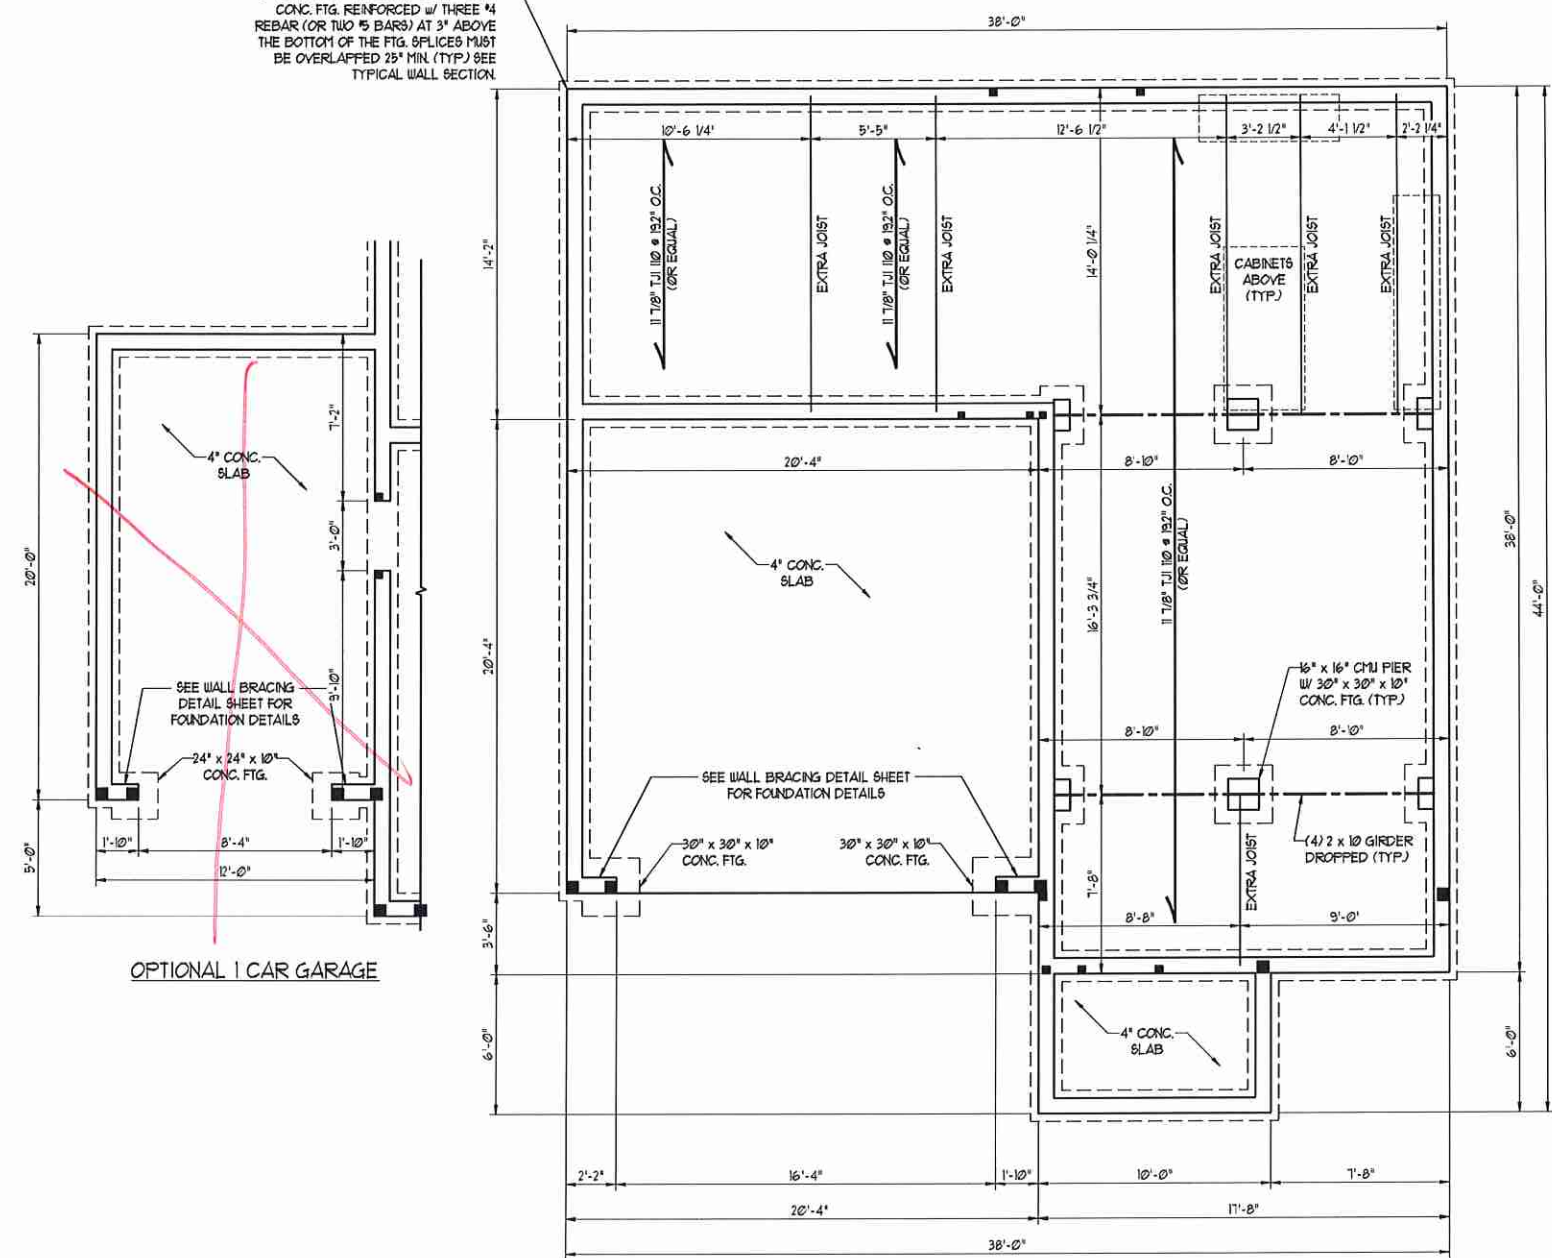 CONC. FTG. REINFORCED w/ THREE #4
REBAR (OR TWO #5 BARS) AT 3" ABOVE
THE BOTTOM OF THE FTG. SPLICES MUST
BE OVERLAPPED 25" MIN. (TYP.) SEE
TYPICAL WALL SECTION.
38'-0"
10'-6 1/4'
5'-5"
12'-6 1/2"
3'-2 1/2"
4'-1 1/2"
2'-2 1/4"
14'-2"
11 7/8" TJI 110 @ 19.2" O.C.
(OR EQUAL)
EXTRA JOIST
11 7/8" TJI 110 @ 19.2" O.C.
(OR EQUAL)
EXTRA JOIST
14'-0 1/4"
EXTRA JOIST
CABINETS
ABOVE
(TYP.)
EXTRA JOIST
EXTRA JOIST
20'-4"
8'-10"
8'-10"
4" CONC.
SLAB
20'-4"
16'-3 3/4"
11 7/8" TJI 110 @ 19.2" O.C.
(OR EQUAL)
38'-0"
44'-0"
16" x 16" CMU PIER
W/ 30" x 30" x 10"
CONC. FTG. (TYP.)
8'-10"
8'-10"
SEE WALL BRACING DETAIL SHEET
FOR FOUNDATION DETAILS
30" x 30" x 10"
CONC. FTG.
30" x 30" x 10"
CONC. FTG.
(4) 2 x 10 GIRDER
DROPPED (TYP.)
EXTRA JOIST
7'-8"
8'-8"
9'-0'
3'-6"
6'-0"
4" CONC.
SLAB
6'-0"
2'-2"
16'-4"
1'-10"
10'-0"
7'-8"
20'-4"
17'-8"
38'-0"
20'-0"
7'-2"
4" CONC.
SLAB
3'-0"
9'-10"
SEE WALL BRACING
DETAIL SHEET FOR
FOUNDATION DETAILS
24" x 24" x 10"
CONC. FTG.
1'-10"
8'-4"
1'-10"
12'-0"
5'-0"
OPTIONAL 1 CAR GARAGE